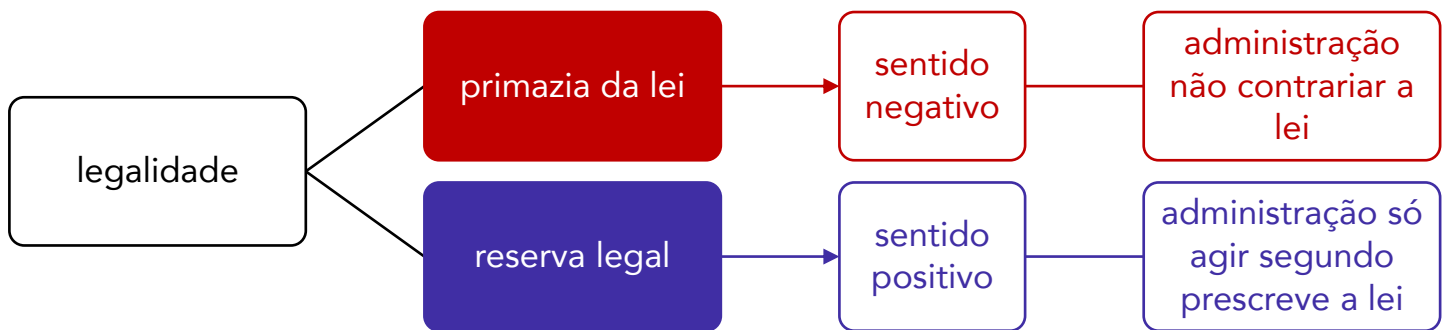 legalidade
primazia da lei
sentido
negativo
administração
não contrariar a
lei
reserva legal
sentido
positivo
administração só
agir segundo
prescreve a lei